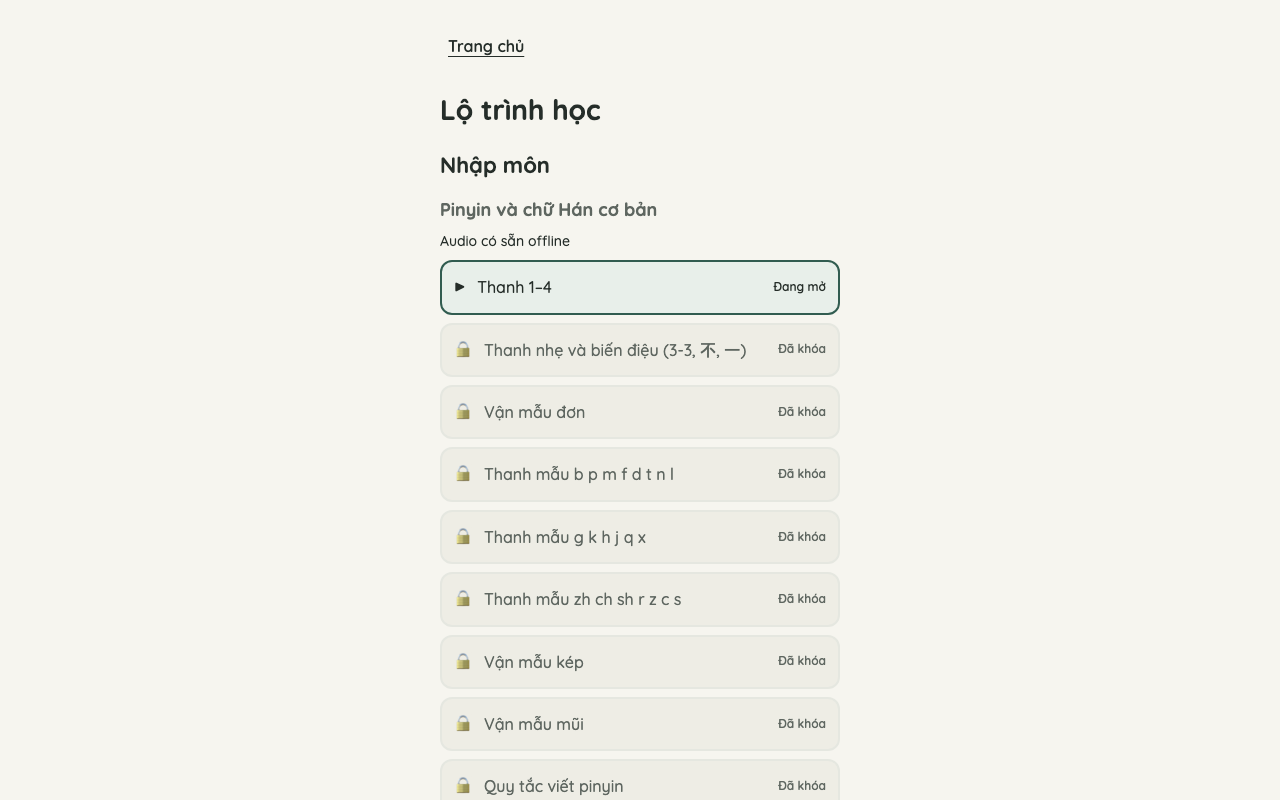 Trang chủ
Lộ trình học
Nhập môn
Pinyin và chữ Hán cơ bản
Audio có sẵn offline
Thanh 1–4 Đang mở
Thanh nhẹ và biến điệu (3-3, 不, 一) Đã khóa
Vận mẫu đơn Đã khóa
Thanh mẫu b p m f d t n l Đã khóa
Thanh mẫu g k h j q x Đã khóa
Thanh mẫu zh ch sh r z c s Đã khóa
Vận mẫu kép Đã khóa
Vận mẫu mũi Đã khóa
Quy tắc viết pinyin Đã khóa